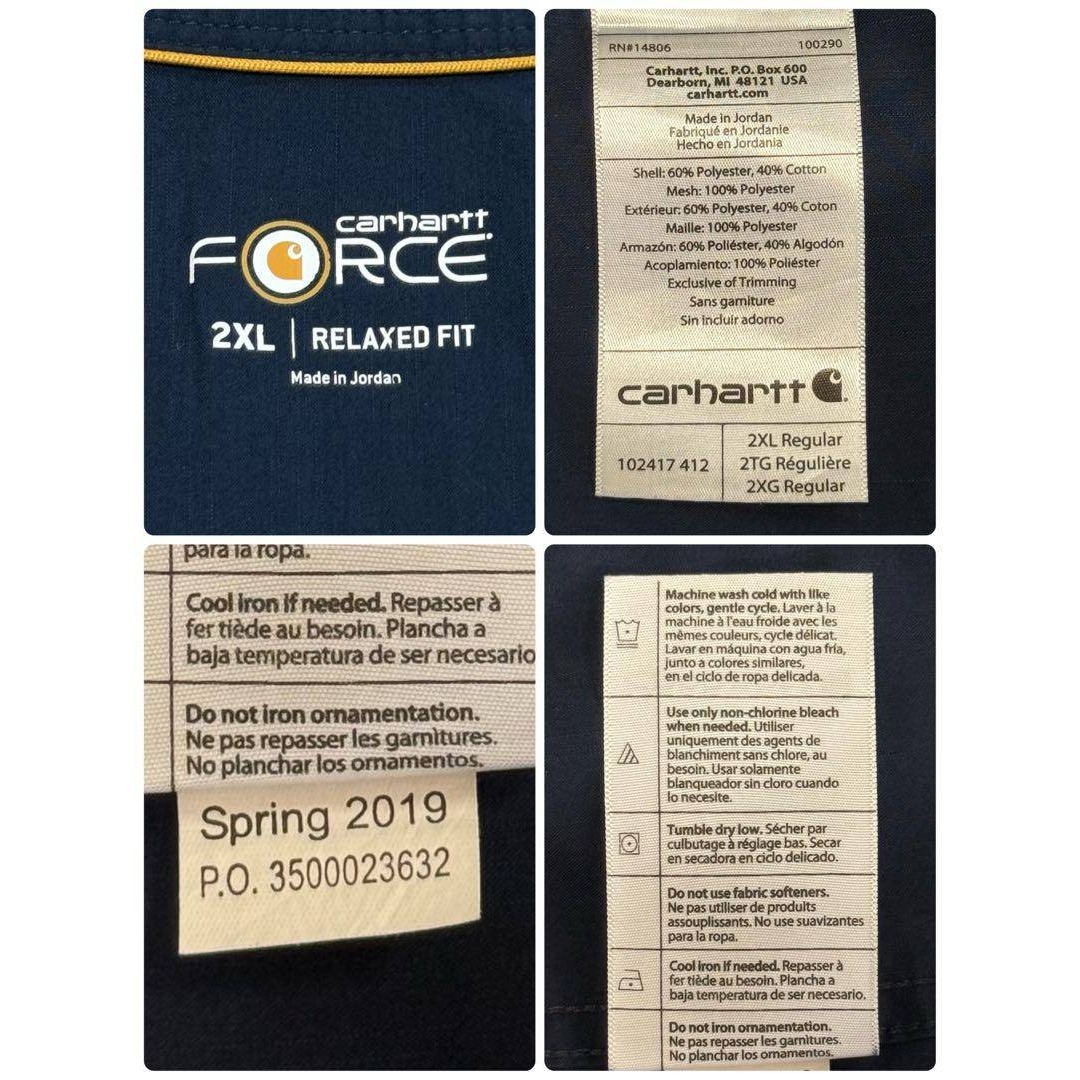 carhartt
FORCE
2XL | RELAXED FIT
Made in Jordan
RN#14806 100290
Carhartt, Inc. P.O. Box 600
Dearborn, MI 48121 USA
carhartt.com
Made in Jordan
Fabriqué en Jordanie
Hecho en Jordania
Shell: 60% Polyester, 40% Cotton
Mesh: 100% Polyester
Extérieur: 60% Polyester, 40% Coton
Maille: 100% Polyester
Armazón: 60% Poliéster, 40% Algodón
Acoplamiento: 100% Poliéster
Exclusive of Trimming
Sans garniture
Sin incluir adorno
carhartt
102417 412
2XL Regular
2TG Régulière
2XG Regular
para la ropa.
Cool iron if needed. Repasser à
fer tiède au besoin. Plancha a
baja temperatura de ser necesario
Do not iron ornamentation.
Ne pas repasser les garnitures.
No planchar los ornamentos.
Spring 2019
P.O. 3500023632
Machine wash cold with like
colors, gentle cycle. Laver à la
machine à l'eau froide avec les
mêmes couleurs, cycle délicat.
Lavar en máquina con agua fría,
junto a colores similares,
en el ciclo de ropa delicada.
Use only non-chlorine bleach
when needed. Utiliser
uniquement des agents de
blanchiment sans chlore, au
besoin. Usar solamente
blanqueador sin cloro cuando
lo necesite.
Tumble dry low. Sécher par
culbutage à réglage bas. Secar
en secadora en ciclo delicado.
Do not use fabric softeners.
Ne pas utiliser de produits
assouplissants. No use suavizantes
para la ropa.
Cool iron if needed. Repasser à
fer tiède au besoin. Plancha a
baja temperatura de ser necesario.
Do not iron ornamentation.
Ne pas repasser les garnitures.
No planchar los ornamentos.